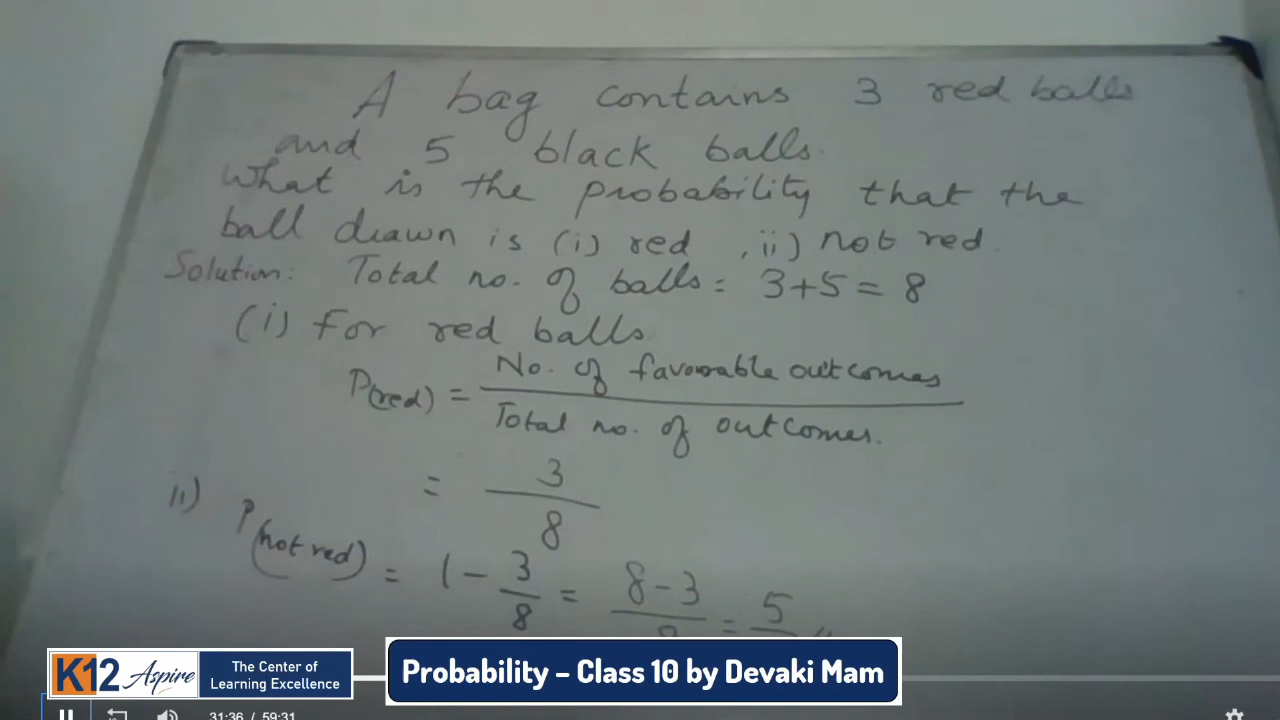 A bag contains 3 red balls
and 5 black balls.
What is the probability that the
ball drawn is (i) red , ii) not red.
Solution: Total no. of balls = 3+5 = 8
(i) For red balls
P(red) = No. of favourable outcomes
Total no. of outcomes.
= 3
8
ii) P(not red) = 1 - 3/8 = 8-3/8 = 5
K12 Aspire
The Center of
Learning Excellence
Probability – Class 10 by Devaki Mam
31:36 / 59:31